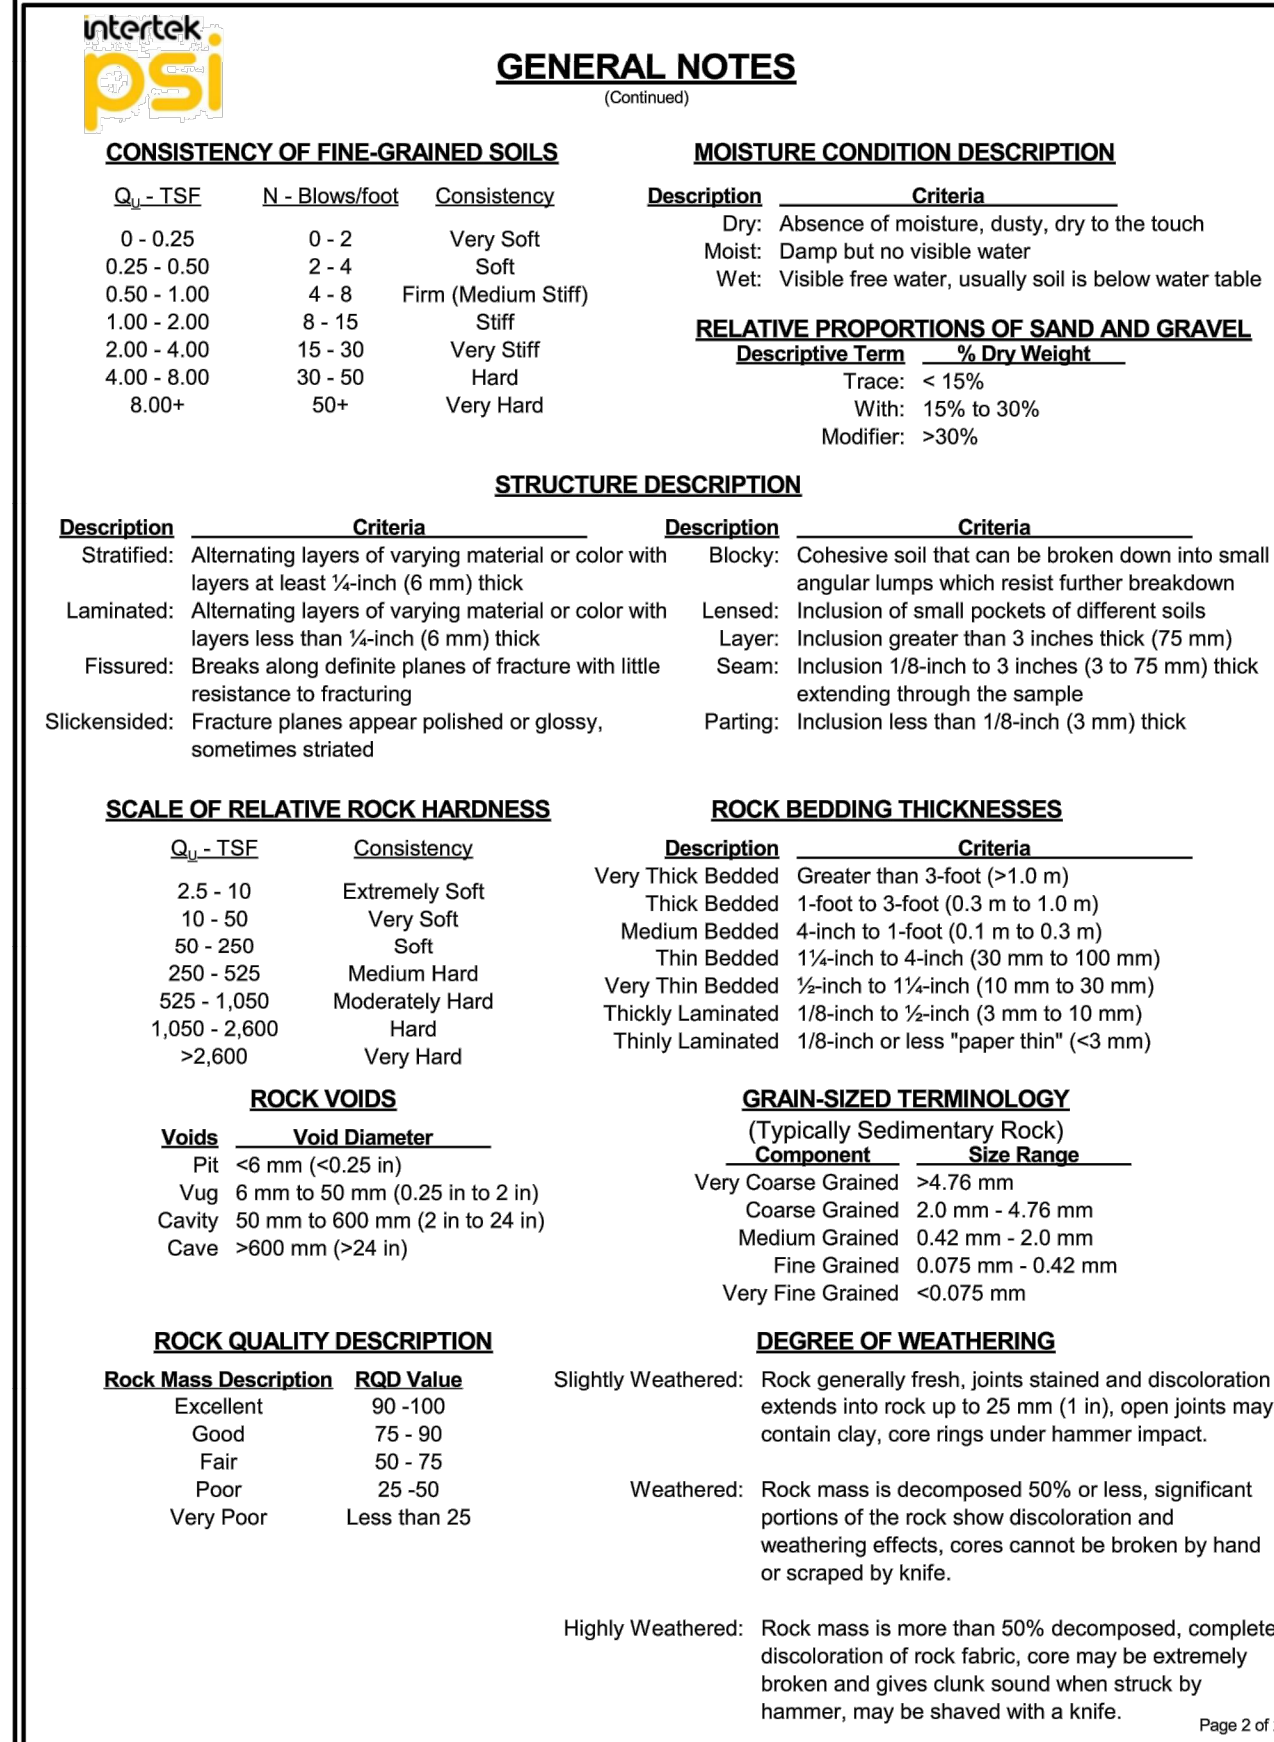 intertek
psi
GENERAL NOTES
(Continued)
CONSISTENCY OF FINE-GRAINED SOILS
QU - TSF N - Blows/foot Consistency
0 - 0.25 0 - 2 Very Soft
0.25 - 0.50 2 - 4 Soft
0.50 - 1.00 4 - 8 Firm (Medium Stiff)
1.00 - 2.00 8 - 15 Stiff
2.00 - 4.00 15 - 30 Very Stiff
4.00 - 8.00 30 - 50 Hard
8.00+ 50+ Very Hard
MOISTURE CONDITION DESCRIPTION
Description Criteria
Dry: Absence of moisture, dusty, dry to the touch
Moist: Damp but no visible water
Wet: Visible free water, usually soil is below water table
RELATIVE PROPORTIONS OF SAND AND GRAVEL
Descriptive Term % Dry Weight
Trace: < 15%
With: 15% to 30%
Modifier: >30%
STRUCTURE DESCRIPTION
Description Criteria
Stratified: Alternating layers of varying material or color with
layers at least ¼-inch (6 mm) thick
Laminated: Alternating layers of varying material or color with
layers less than ¼-inch (6 mm) thick
Fissured: Breaks along definite planes of fracture with little
resistance to fracturing
Slickensided: Fracture planes appear polished or glossy,
sometimes striated
Description Criteria
Blocky: Cohesive soil that can be broken down into small
angular lumps which resist further breakdown
Lensed: Inclusion of small pockets of different soils
Layer: Inclusion greater than 3 inches thick (75 mm)
Seam: Inclusion 1/8-inch to 3 inches (3 to 75 mm) thick
extending through the sample
Parting: Inclusion less than 1/8-inch (3 mm) thick
SCALE OF RELATIVE ROCK HARDNESS
QU - TSF Consistency
2.5 - 10 Extremely Soft
10 - 50 Very Soft
50 - 250 Soft
250 - 525 Medium Hard
525 - 1,050 Moderately Hard
1,050 - 2,600 Hard
>2,600 Very Hard
ROCK BEDDING THICKNESSES
Description Criteria
Very Thick Bedded Greater than 3-foot (>1.0 m)
Thick Bedded 1-foot to 3-foot (0.3 m to 1.0 m)
Medium Bedded 4-inch to 1-foot (0.1 m to 0.3 m)
Thin Bedded 1¼-inch to 4-inch (30 mm to 100 mm)
Very Thin Bedded ½-inch to 1¼-inch (10 mm to 30 mm)
Thickly Laminated 1/8-inch to ½-inch (3 mm to 10 mm)
Thinly Laminated 1/8-inch or less "paper thin" (<3 mm)
ROCK VOIDS
Voids Void Diameter
Pit <6 mm (<0.25 in)
Vug 6 mm to 50 mm (0.25 in to 2 in)
Cavity 50 mm to 600 mm (2 in to 24 in)
Cave >600 mm (>24 in)
GRAIN-SIZED TERMINOLOGY
(Typically Sedimentary Rock)
Component Size Range
Very Coarse Grained >4.76 mm
Coarse Grained 2.0 mm - 4.76 mm
Medium Grained 0.42 mm - 2.0 mm
Fine Grained 0.075 mm - 0.42 mm
Very Fine Grained <0.075 mm
ROCK QUALITY DESCRIPTION
Rock Mass Description RQD Value
Excellent 90 -100
Good 75 - 90
Fair 50 - 75
Poor 25 -50
Very Poor Less than 25
DEGREE OF WEATHERING
Slightly Weathered: Rock generally fresh, joints stained and discoloration
extends into rock up to 25 mm (1 in), open joints may
contain clay, core rings under hammer impact.
Weathered: Rock mass is decomposed 50% or less, significant
portions of the rock show discoloration and
weathering effects, cores cannot be broken by hand
or scraped by knife.
Highly Weathered: Rock mass is more than 50% decomposed, complete
discoloration of rock fabric, core may be extremely
broken and gives clunk sound when struck by
hammer, may be shaved with a knife.
Page 2 of